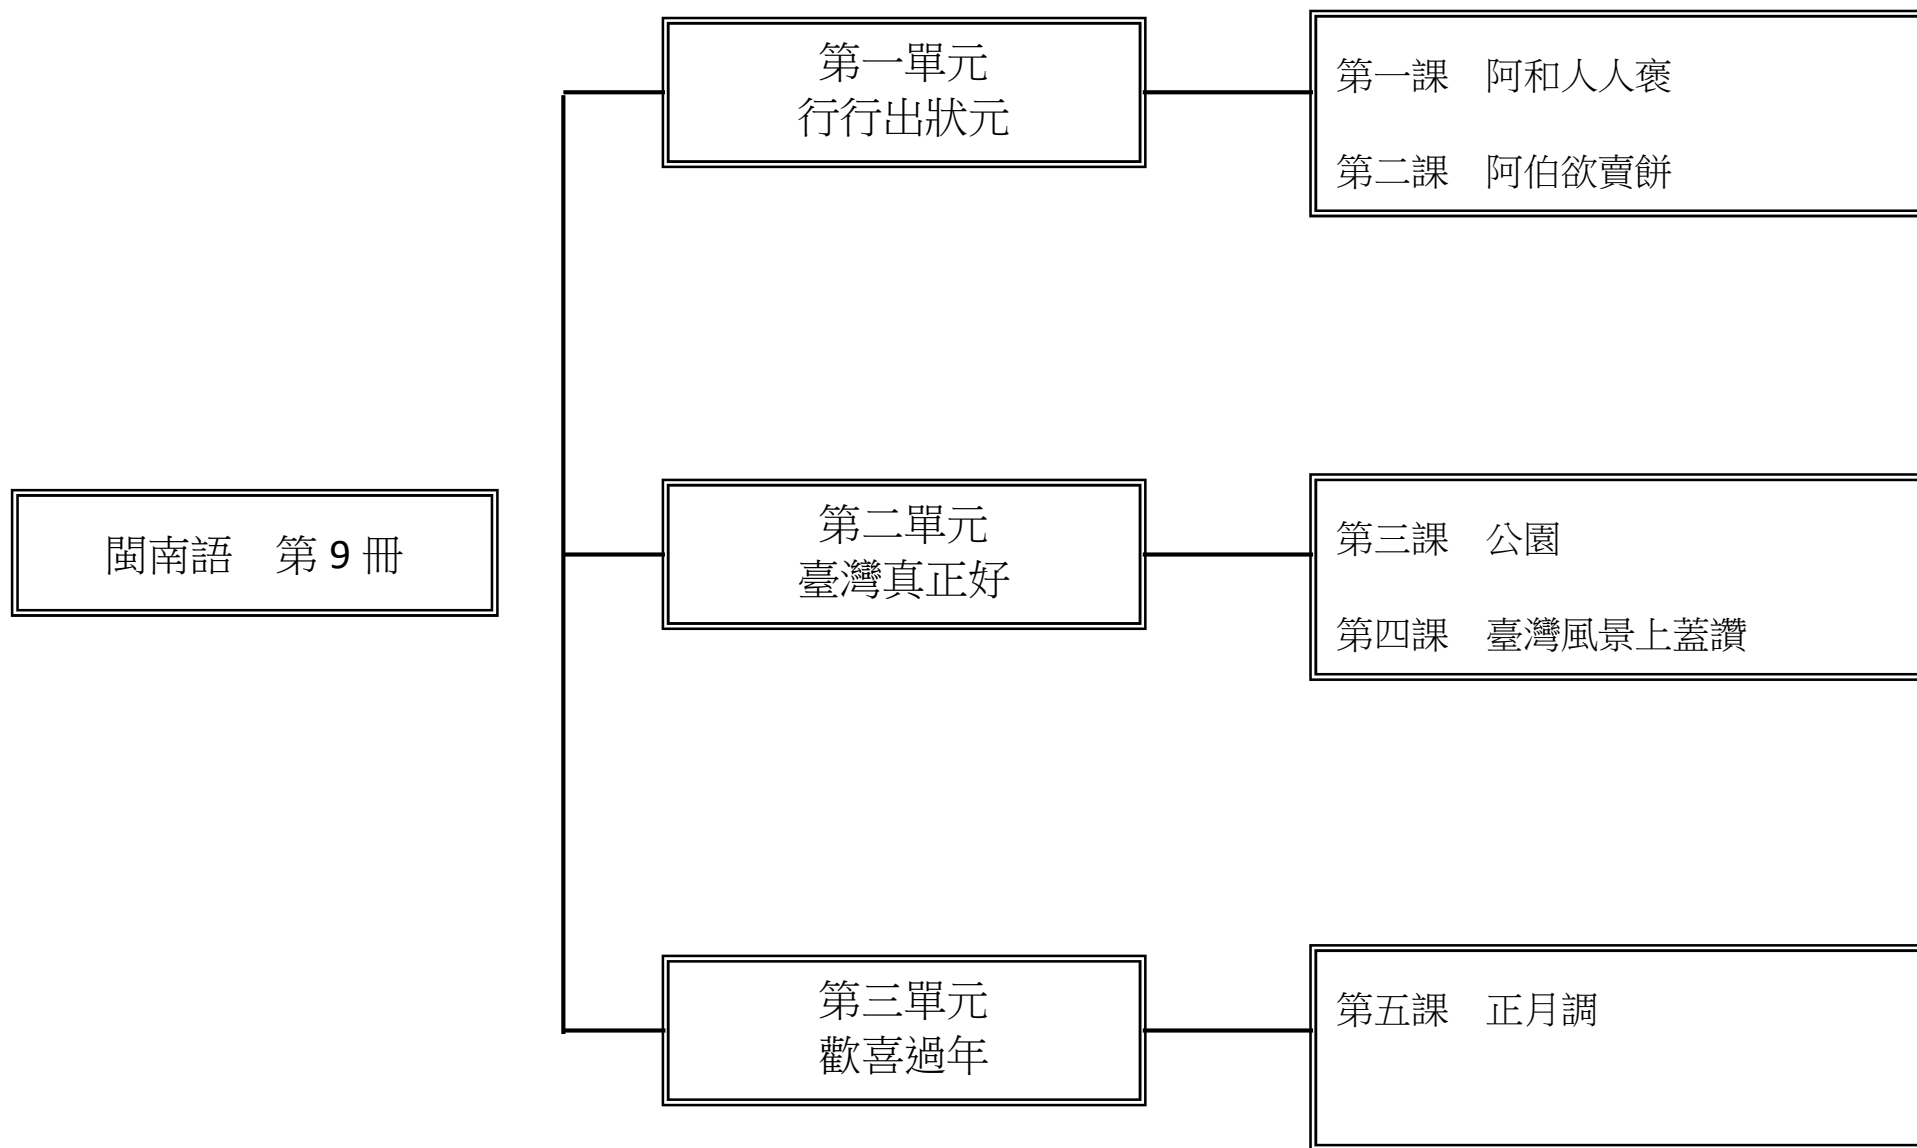 閩南語　第 9 冊
第一單元
行行出狀元
第一課　阿和人人褒
第二課　阿伯欲賣餅
第二單元
臺灣真正好
第三課　公園
第四課　臺灣風景上蓋讚
第三單元
歡喜過年
第五課　正月調